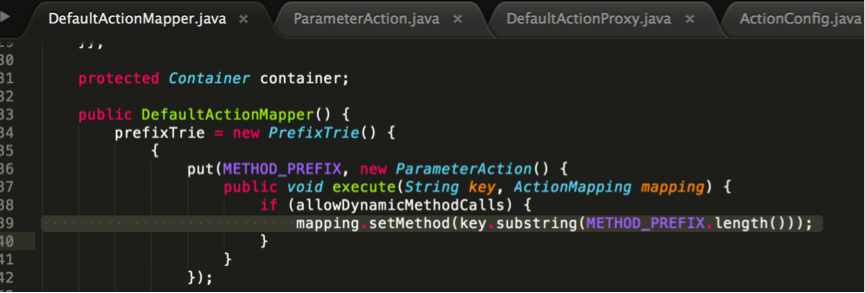 DefaultActionMapper.java × ParameterAction.java × DefaultActionProxy.java × ActionConfig.java
29 }};
30
31 protected Container container;
32
33 public DefaultActionMapper() {
34 prefixTrie = new PrefixTrie() {
35 {
36 put(METHOD_PREFIX, new ParameterAction() {
37 public void execute(String key, ActionMapping mapping) {
38 if (allowDynamicMethodCalls) {
39 mapping.setMethod(key.substring(METHOD_PREFIX.length()));
40 }
41 }
42 });